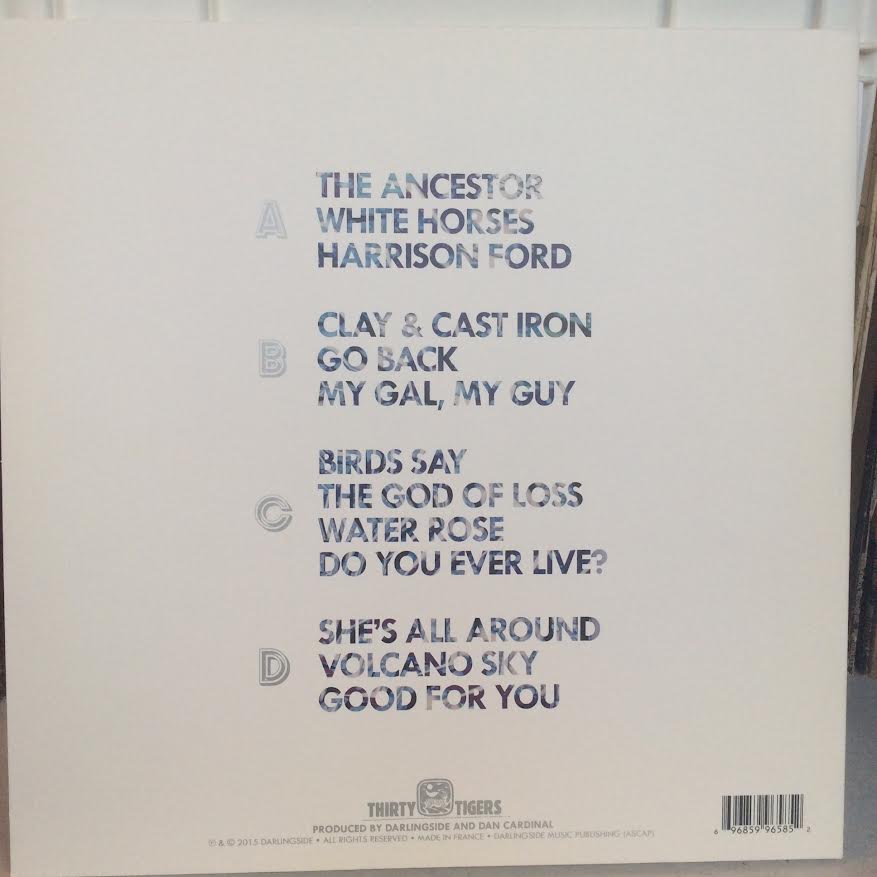 A
THE ANCESTOR
WHITE HORSES
HARRISON FORD
B
CLAY & CAST IRON
GO BACK
MY GAL, MY GUY
C
BIRDS SAY
THE GOD OF LOSS
WATER ROSE
DO YOU EVER LIVE?
D
SHE'S ALL AROUND
VOLCANO SKY
GOOD FOR YOU
THIRTY TIGERS
PRODUCED BY DARLINGSIDE AND DAN CARDINAL
℗ & © 2015 DARLINGSIDE • ALL RIGHTS RESERVED • MADE IN FRANCE • DARLINGSIDE MUSIC PUBLISHING (ASCAP)
6 96859 96585 2